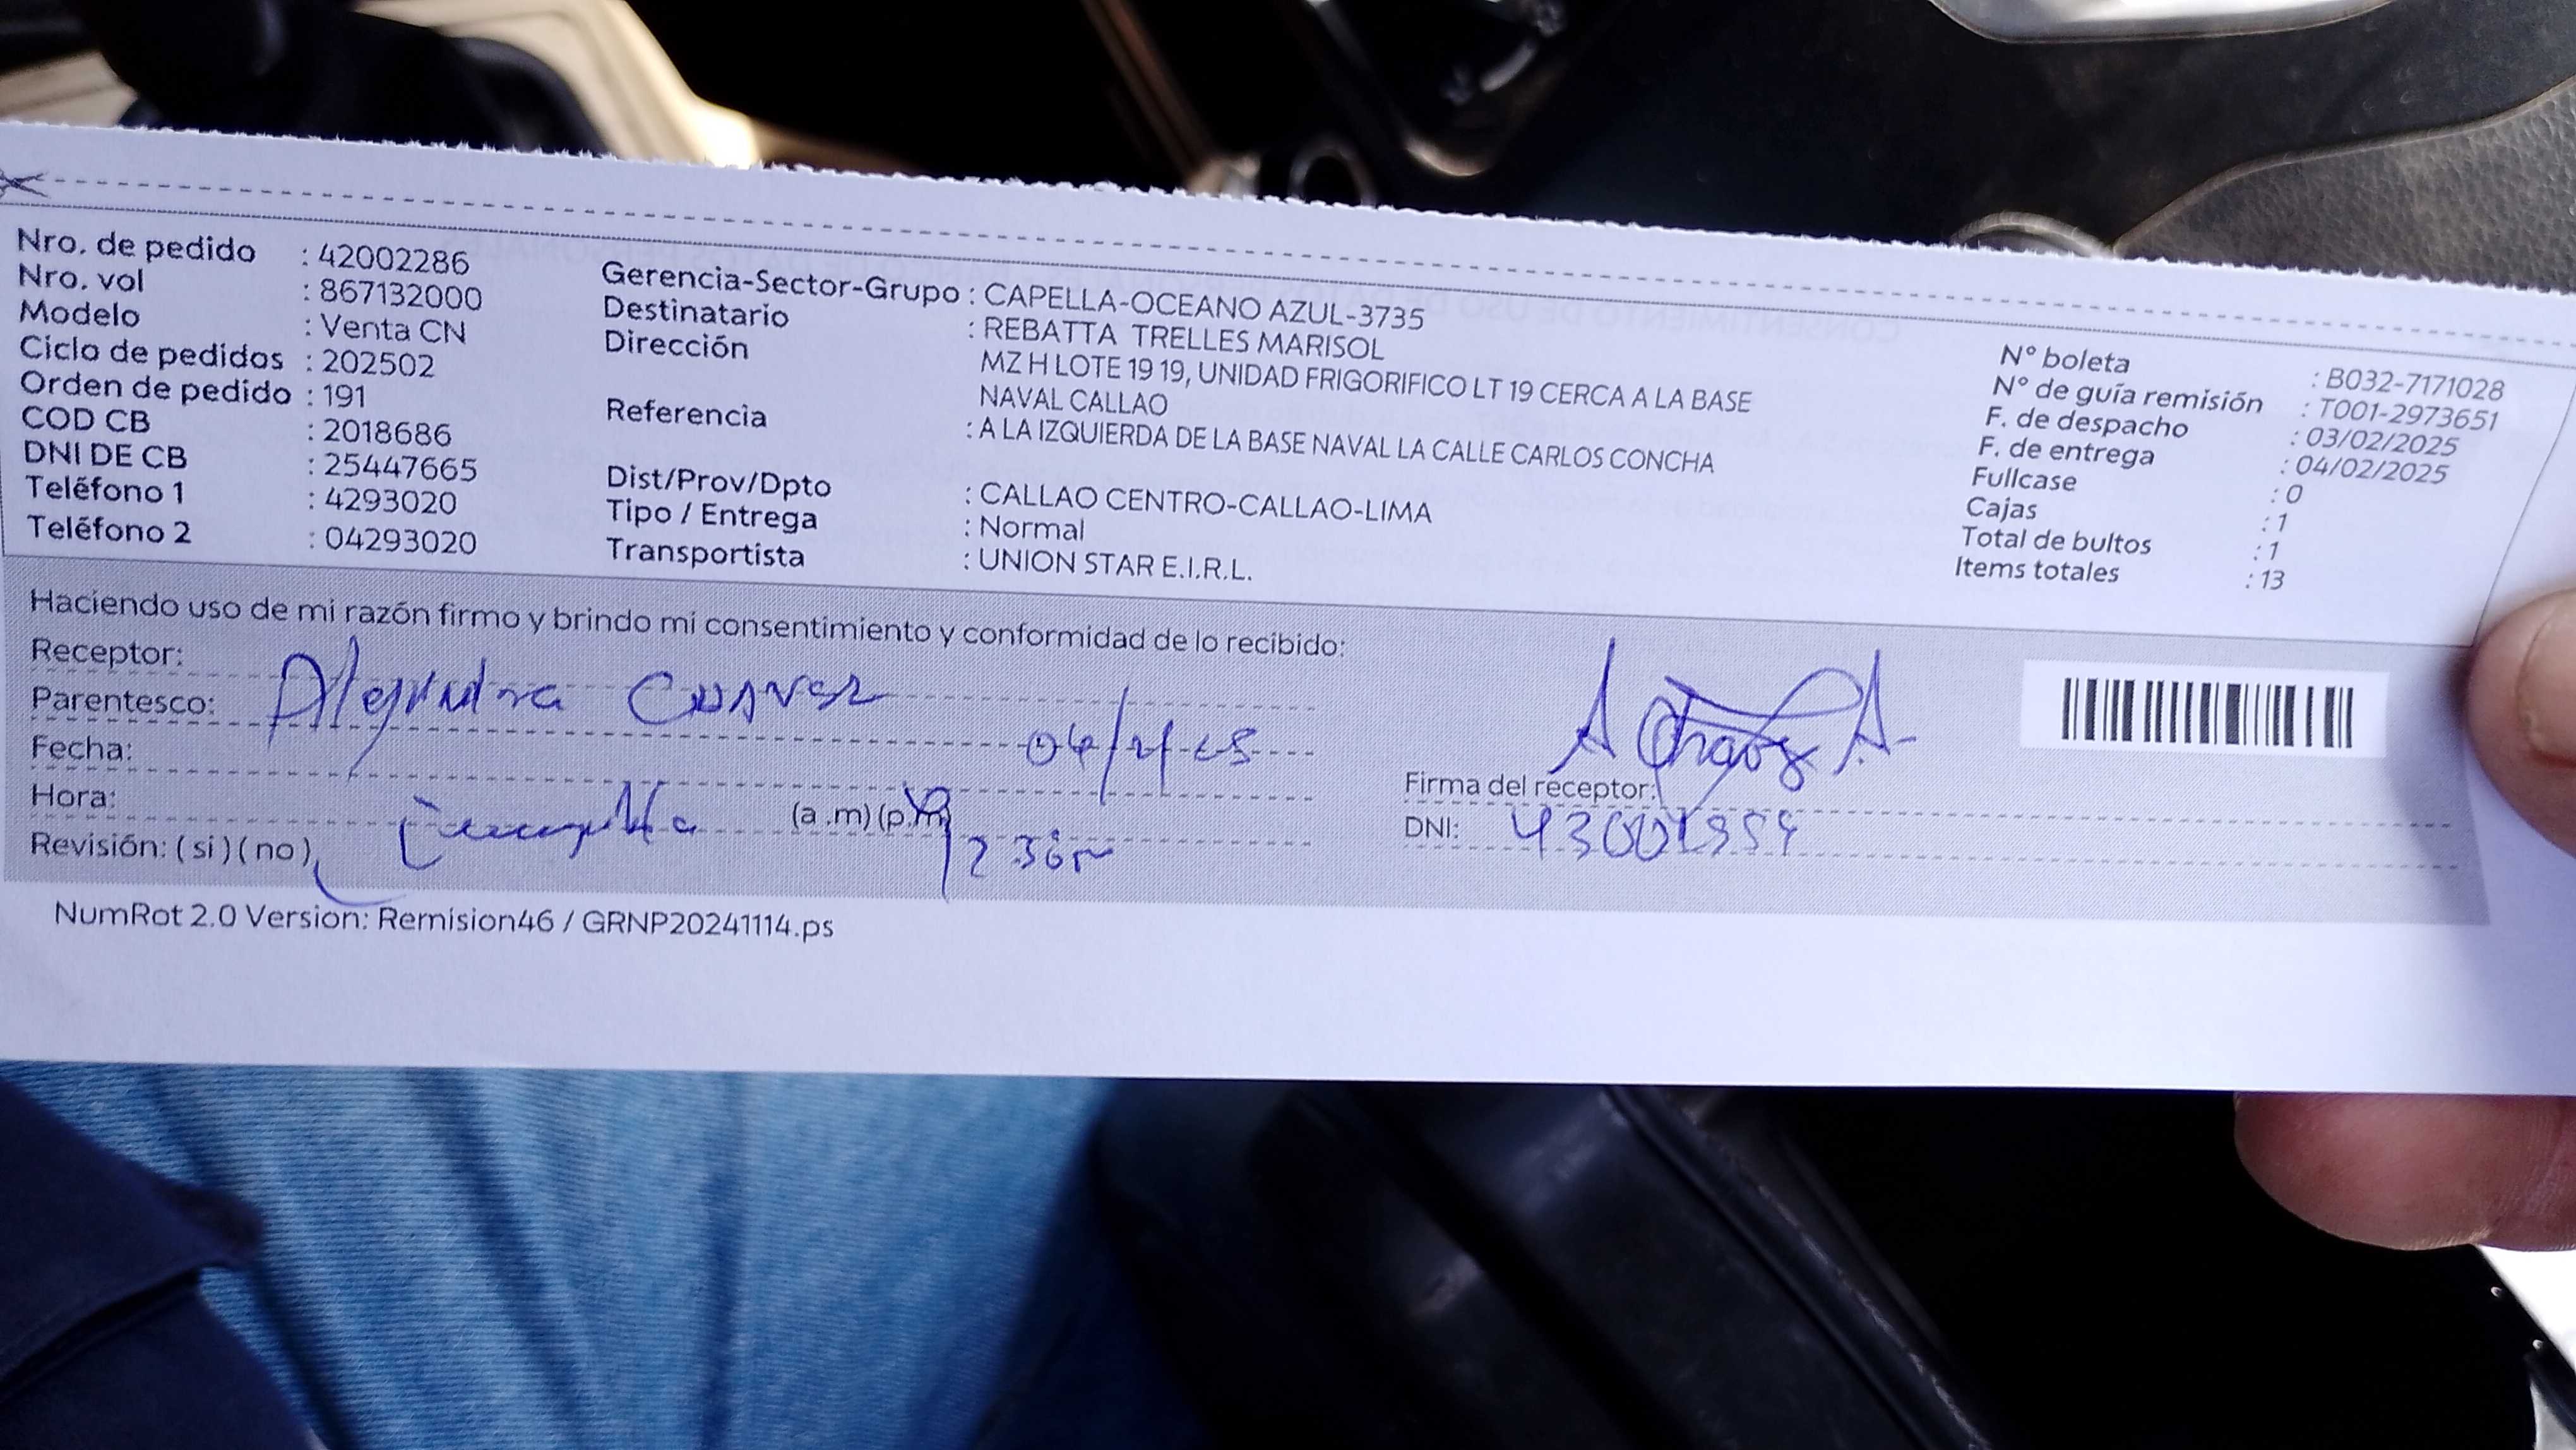 Nro. de pedido : 42002286
Nro. vol : 867132000
Modelo : Venta CN
Ciclo de pedidos : 202502
Orden de pedido : 191
COD CB : 2018686
DNI DE CB : 25447665
Teléfono 1 : 4293020
Teléfono 2 : 04293020
Gerencia-Sector-Grupo : CAPELLA-OCEANO AZUL-3735
Destinatario : REBATTA TRELLES MARISOL
Dirección MZ H LOTE 19 19, UNIDAD FRIGORIFICO LT 19 CERCA A LA BASE
NAVAL CALLAO
Referencia : A LA IZQUIERDA DE LA BASE NAVAL LA CALLE CARLOS CONCHA
Dist/Prov/Dpto : CALLAO CENTRO-CALLAO-LIMA
Tipo / Entrega : Normal
Transportista : UNION STAR E.I.R.L.
N° boleta : B032-7171028
N° de guía remisión : T001-2973651
F. de despacho : 03/02/2025
F. de entrega : 04/02/2025
Fullcase : 0
Cajas : 1
Total de bultos : 1
Items totales : 13
Haciendo uso de mi razón firmo y brindo mi consentimiento y conformidad de lo recibido:
Receptor:
Parentesco:
Fecha:
Hora: (a .m) (p.m)
Revisión: ( si ) ( no )
Firma del receptor:
DNI:
NumRot 2.0 Version: Remision46 / GRNP20241114.ps